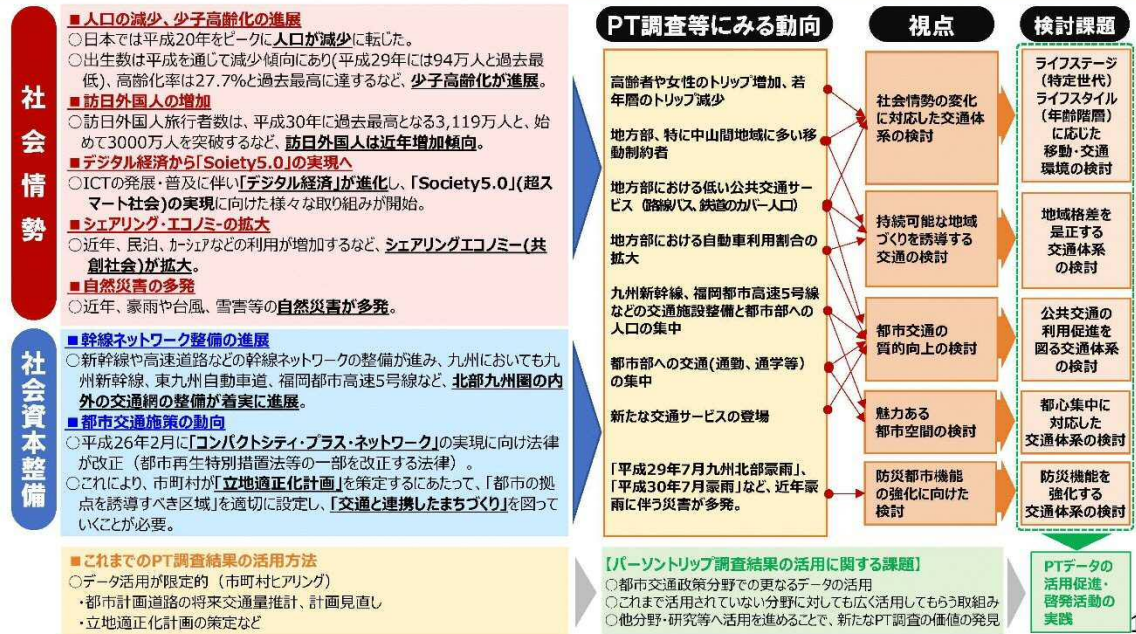 社会情勢
■人口の減少、少子高齢化の進展
○日本では平成20年をピークに人口が減少に転じた。
○出生数は平成を通じて減少傾向にあり(平成29年には94万人と過去最
低)、高齢化率は27.7%と過去最高に達するなど、少子高齢化が進展。
■訪日外国人の増加
○訪日外国人旅行者数は、平成30年に過去最高となる3,119万人と、始
めて3000万人を突破するなど、訪日外国人は近年増加傾向。
■デジタル経済から「Soiety5.0」の実現へ
○ICTの発展・普及に伴い「デジタル経済」が進化し、「Society5.0」(超ス
マート社会)の実現に向けた様々な取り組みが開始。
■シェアリング・エコノミーの拡大
○近年、民泊、カーシェアなどの利用が増加するなど、シェアリングエコノミー(共
創社会)が拡大。
■自然災害の多発
○近年、豪雨や台風、雪害等の自然災害が多発。
社会資本整備
■幹線ネットワーク整備の進展
○新幹線や高速道路などの幹線ネットワークの整備が進み、九州においても九
州新幹線、東九州自動車道、福岡都市高速5号線など、北部九州圏の内
外の交通網の整備が着実に進展。
■都市交通施策の動向
○平成26年2月に「コンパクトシティ・プラス・ネットワーク」の実現に向け法律
が改正（都市再生特別措置法等の一部を改正する法律）。
○これにより、市町村が「立地適正化計画」を策定するにあたって、「都市の拠
点を誘導すべき区域」を適切に設定し、「交通と連携したまちづくり」を図って
いくことが必要。
■これまでのPT調査結果の活用方法
○データ活用が限定的（市町村ヒアリング）
・都市計画道路の将来交通量推計、計画見直し
・立地適正化計画の策定など
PT調査等にみる動向
高齢者や女性のトリップ増加、若
年層のトリップ減少
地方部、特に中山間地域に多い移
動制約者
地方部における低い公共交通サー
ビス（路線バス、鉄道のカバー人口）
地方部における自動車利用割合の
拡大
九州新幹線、福岡都市高速5号線
などの交通施設整備と都市部への
人口の集中
都市部への交通(通勤、通学等)
の集中
新たな交通サービスの登場
「平成29年7月九州北部豪雨」、
「平成30年7月豪雨」など、近年豪
雨に伴う災害が多発。
視点
社会情勢の変化
に対応した交通体
系の検討
持続可能な地域
づくりを誘導する
交通の検討
都市交通の
質的向上の検討
魅力ある
都市空間の検討
防災都市機能
の強化に向けた
検討
検討課題
ライフステージ
（特定世代）
ライフスタイル
（年齢階層）
に応じた
移動・交通
環境の検討
地域格差を
是正する
交通体系
の検討
公共交通の
利用促進を
図る交通体系
の検討
都心集中に
対応した
交通体系の検討
防災機能を
強化する
交通体系の検討
【パーソントリップ調査結果の活用に関する課題】
○都市交通政策分野での更なるデータの活用
○これまで活用されていない分野に対しても広く活用してもらう取組み
○他分野・研究等へ活用を進めることで、新たなPT調査の価値の発見
PTデータの
活用促進・
啓発活動の
実践